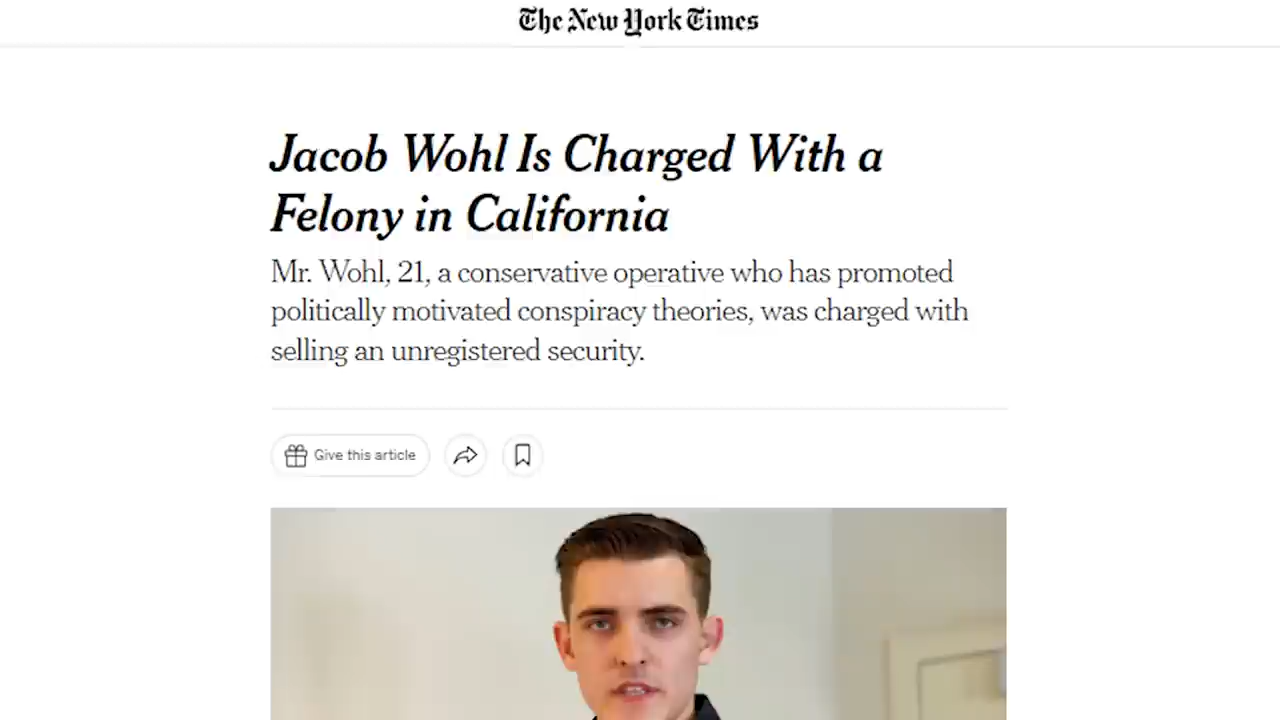 The New York Times
Jacob Wohl Is Charged With a
Felony in California
Mr. Wohl, 21, a conservative operative who has promoted
politically motivated conspiracy theories, was charged with
selling an unregistered security.
Give this article